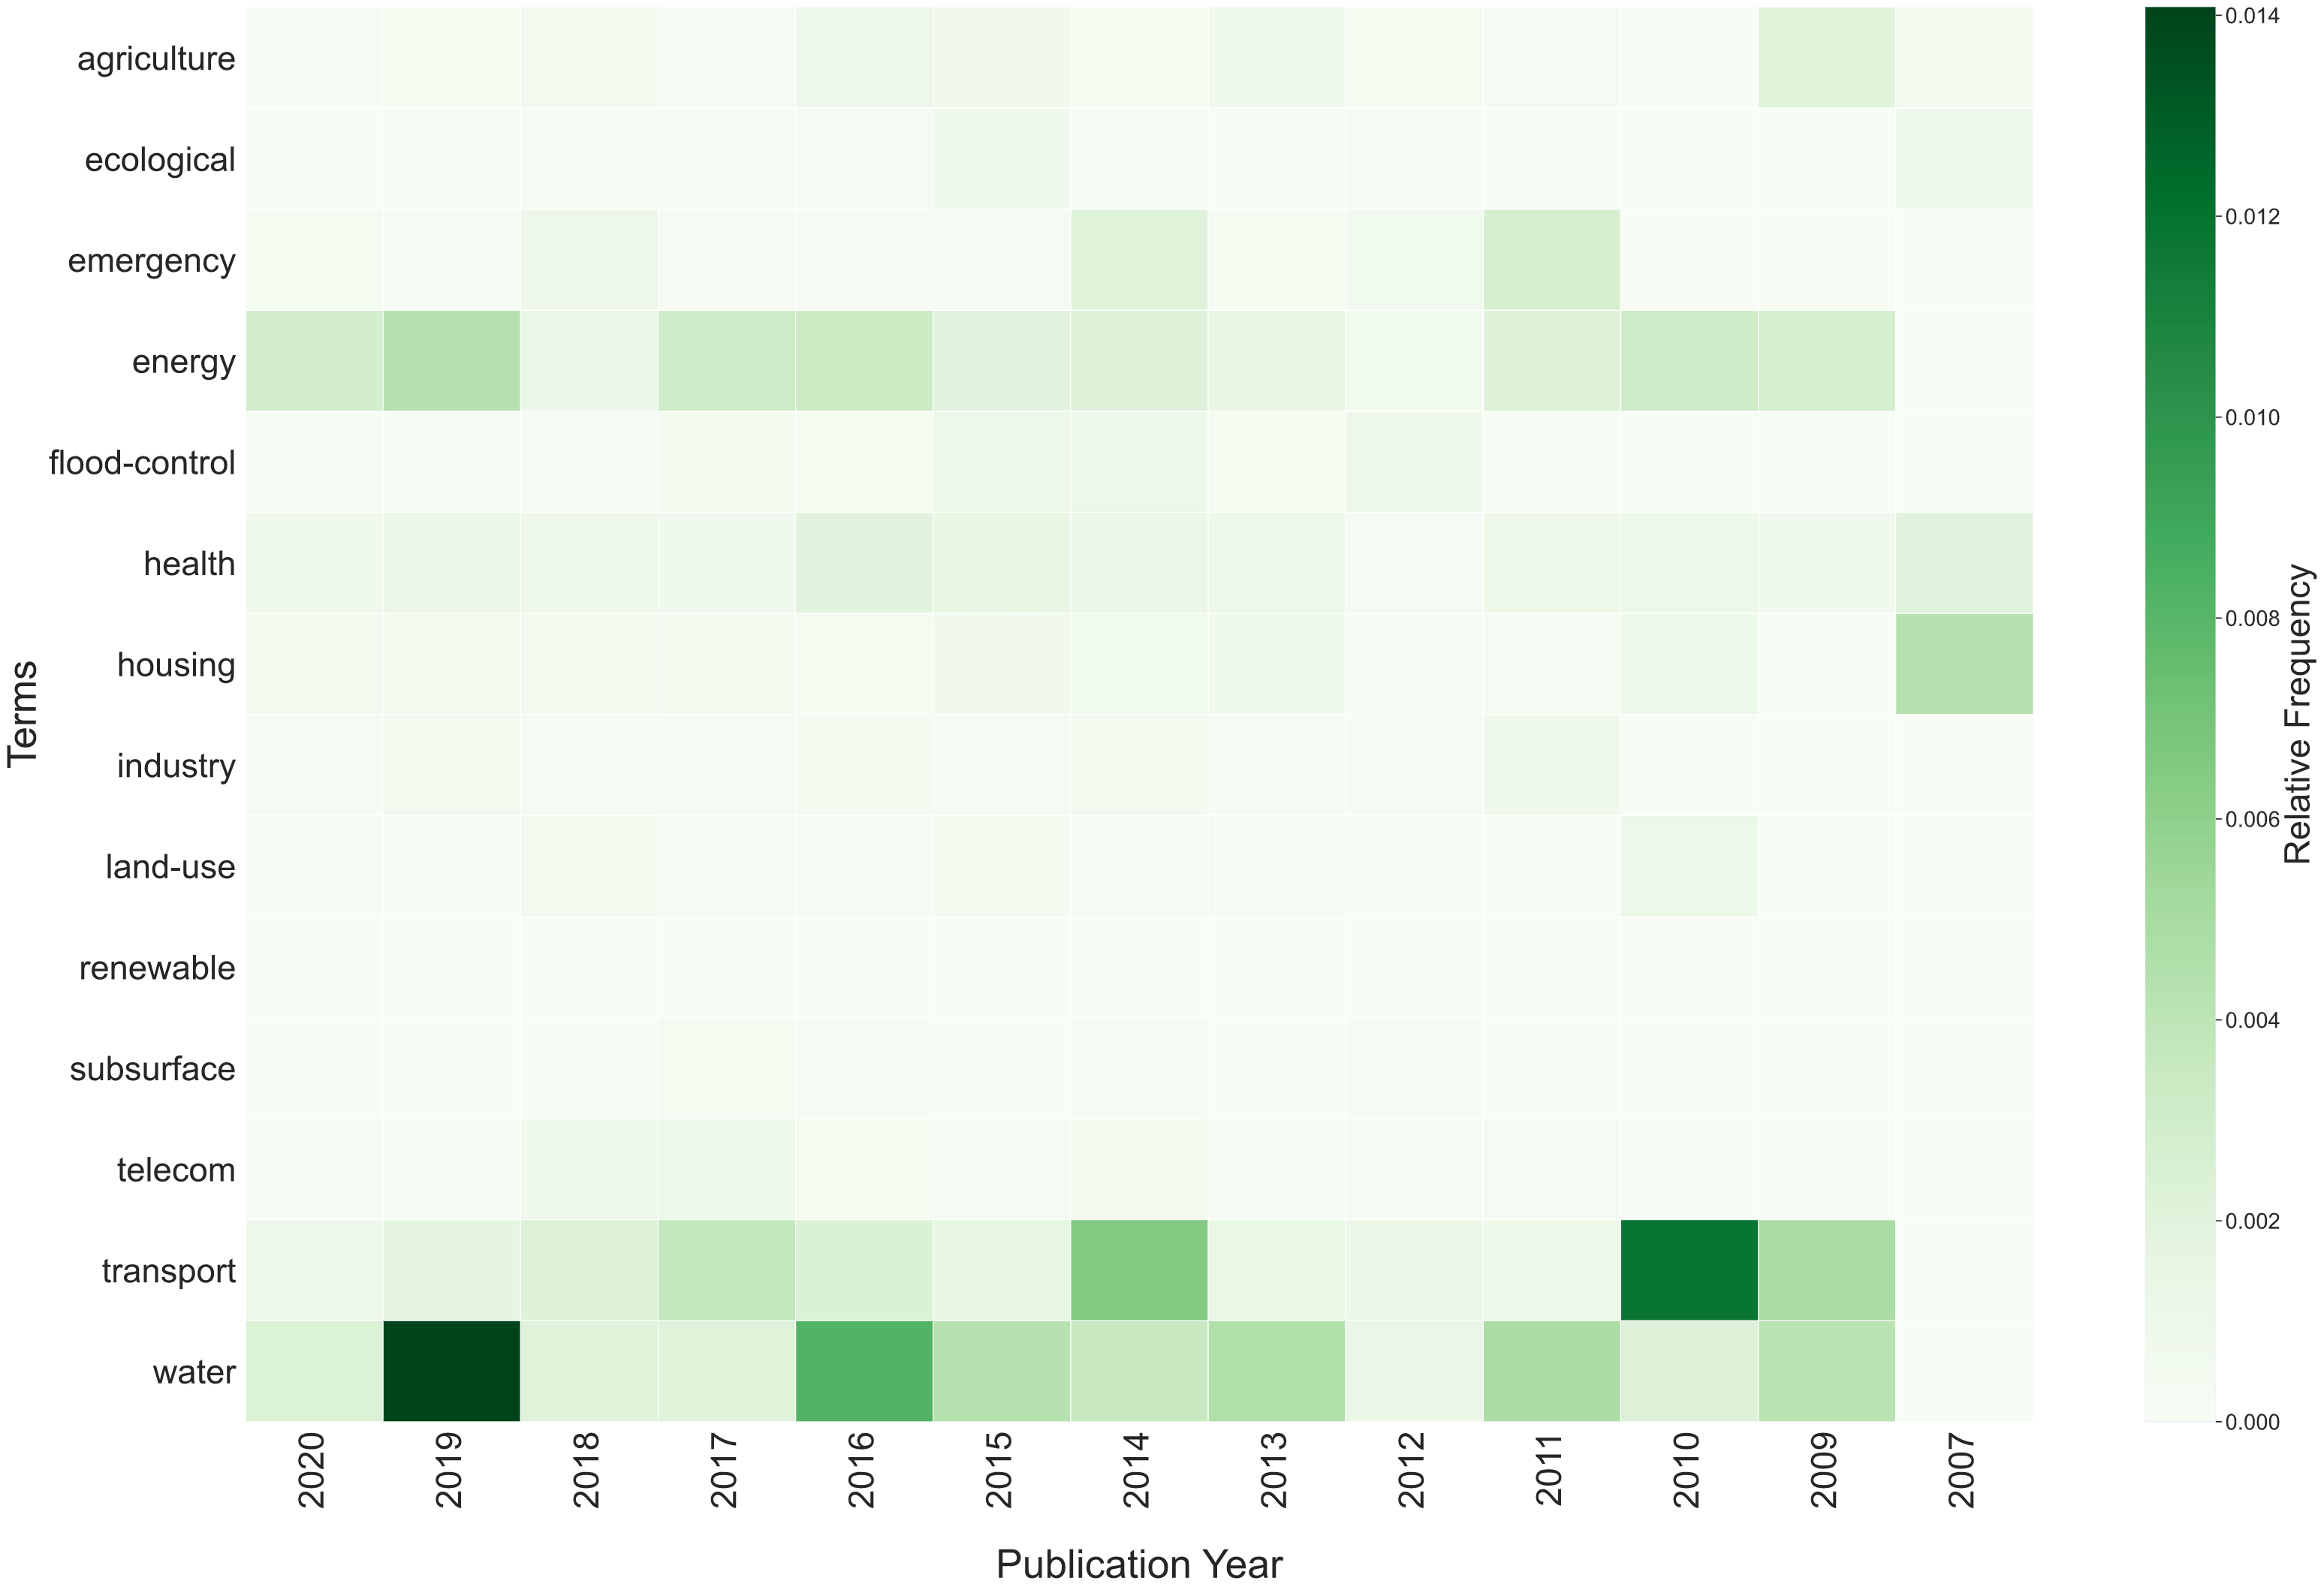 Terms
agriculture
ecological
emergency
energy
flood-control
health
housing
industry
land-use
renewable
subsurface
telecom
transport
water
2020 2019 2018 2017 2016 2015 2014 2013 2012 2011 2010 2009 2007
Publication Year
0.014
0.012
0.010
0.008
0.006
0.004
0.002
0.000
Relative Frequency